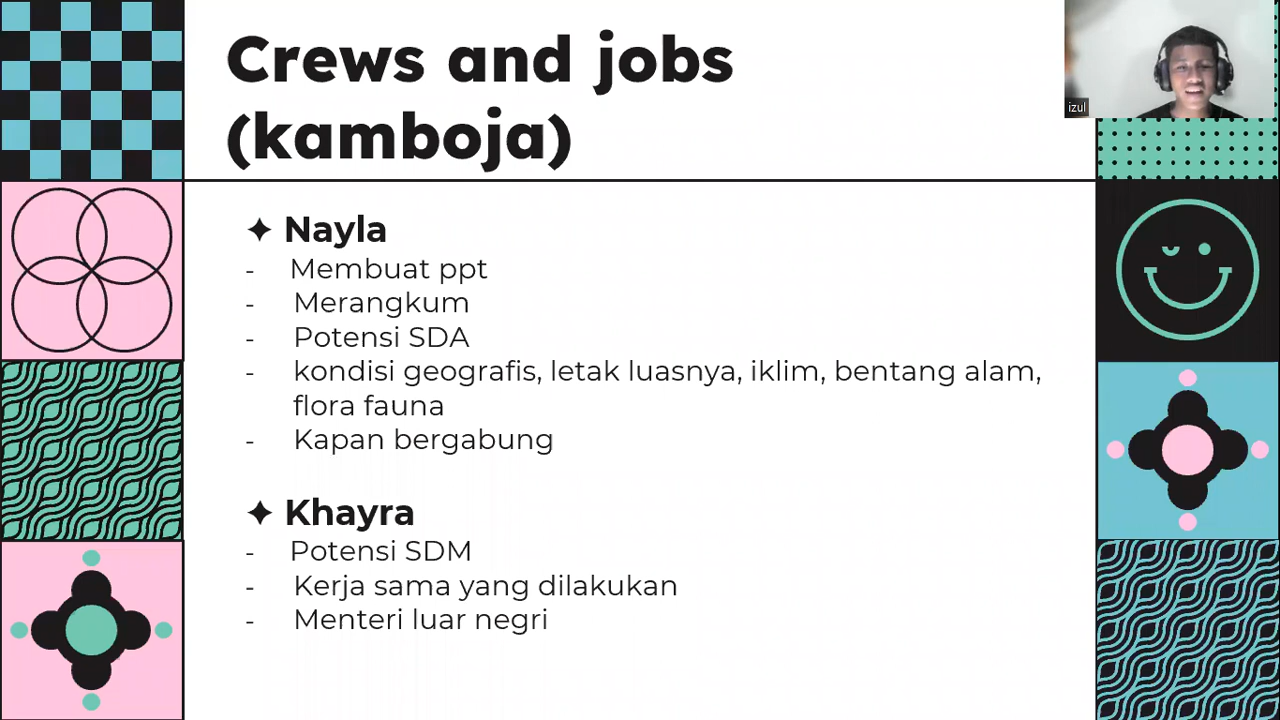 Crews and jobs
(kamboja)
izul
✦ Nayla
- Membuat ppt
- Merangkum
- Potensi SDA
- kondisi geografis, letak luasnya, iklim, bentang alam,
flora fauna
- Kapan bergabung
✦ Khayra
- Potensi SDM
- Kerja sama yang dilakukan
- Menteri luar negri